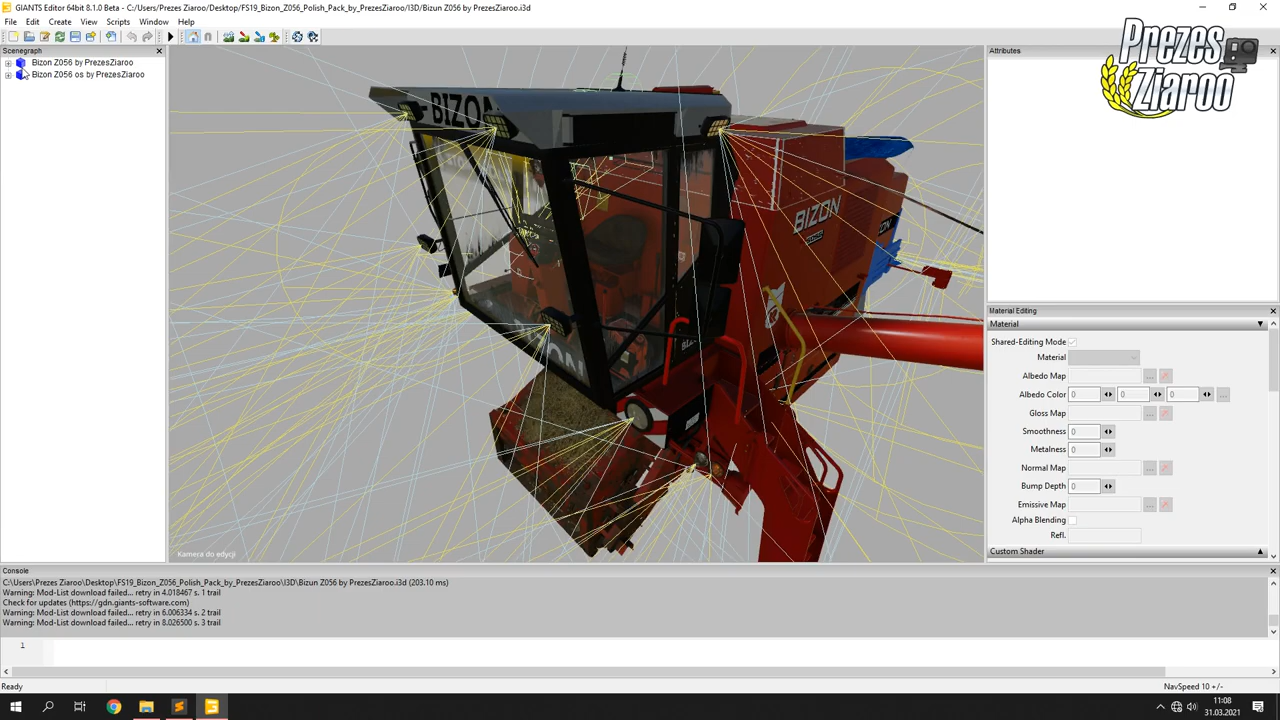 GIANTS Editor 64bit 8.1.0 Beta - C:/Users/Prezes Ziaroo/Desktop/FS19_Bizon_Z056_Polish_Pack_by_PrezesZiaroo/I3D/Bizun Z056 by PrezesZiaroo.i3d
File Edit Create View Scripts Window Help
Scenegraph
Bizon Z056 by PrezesZiaroo
Bizon Z056 os by PrezesZiaroo
BIZON
BIZON
Kamera do edycji
Attributes
Prezes
Ziaroo
Material Editing
Material
Shared-Editing Mode
Material
Albedo Map ...
Albedo Color 0 0 0 ...
Gloss Map ...
Smoothness 0
Metalness 0
Normal Map ...
Bump Depth 0
Emissive Map ...
Alpha Blending
Refl.
Custom Shader
Console
C:\Users\Prezes Ziaroo\Desktop\FS19_Bizon_Z056_Polish_Pack_by_PrezesZiaroo\I3D\Bizun Z056 by PrezesZiaroo.i3d (203.10 ms)
Warning: Mod-List download failed... retry in 4.018467 s. 1 trail
Check for updates (https://gdn.giants-software.com)
Warning: Mod-List download failed... retry in 6.006334 s. 2 trail
Warning: Mod-List download failed... retry in 8.026500 s. 3 trail
1
Ready
NavSpeed 10 +/-
11:08
31.03.2021